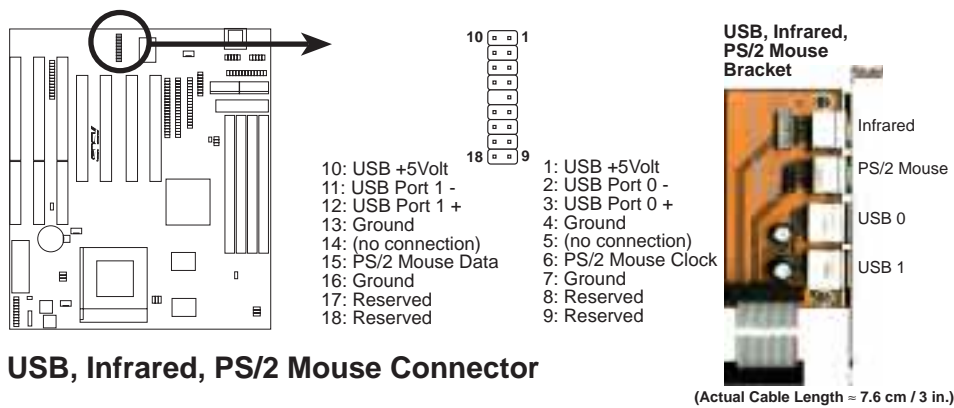 10 1
18 9
10: USB +5Volt
11: USB Port 1 -
12: USB Port 1 +
13: Ground
14: (no connection)
15: PS/2 Mouse Data
16: Ground
17: Reserved
18: Reserved
1: USB +5Volt
2: USB Port 0 -
3: USB Port 0 +
4: Ground
5: (no connection)
6: PS/2 Mouse Clock
7: Ground
8: Reserved
9: Reserved
USB, Infrared, PS/2 Mouse Connector
USB, Infrared,
PS/2 Mouse
Bracket
Infrared
PS/2 Mouse
USB 0
USB 1
(Actual Cable Length ≈ 7.6 cm / 3 in.)